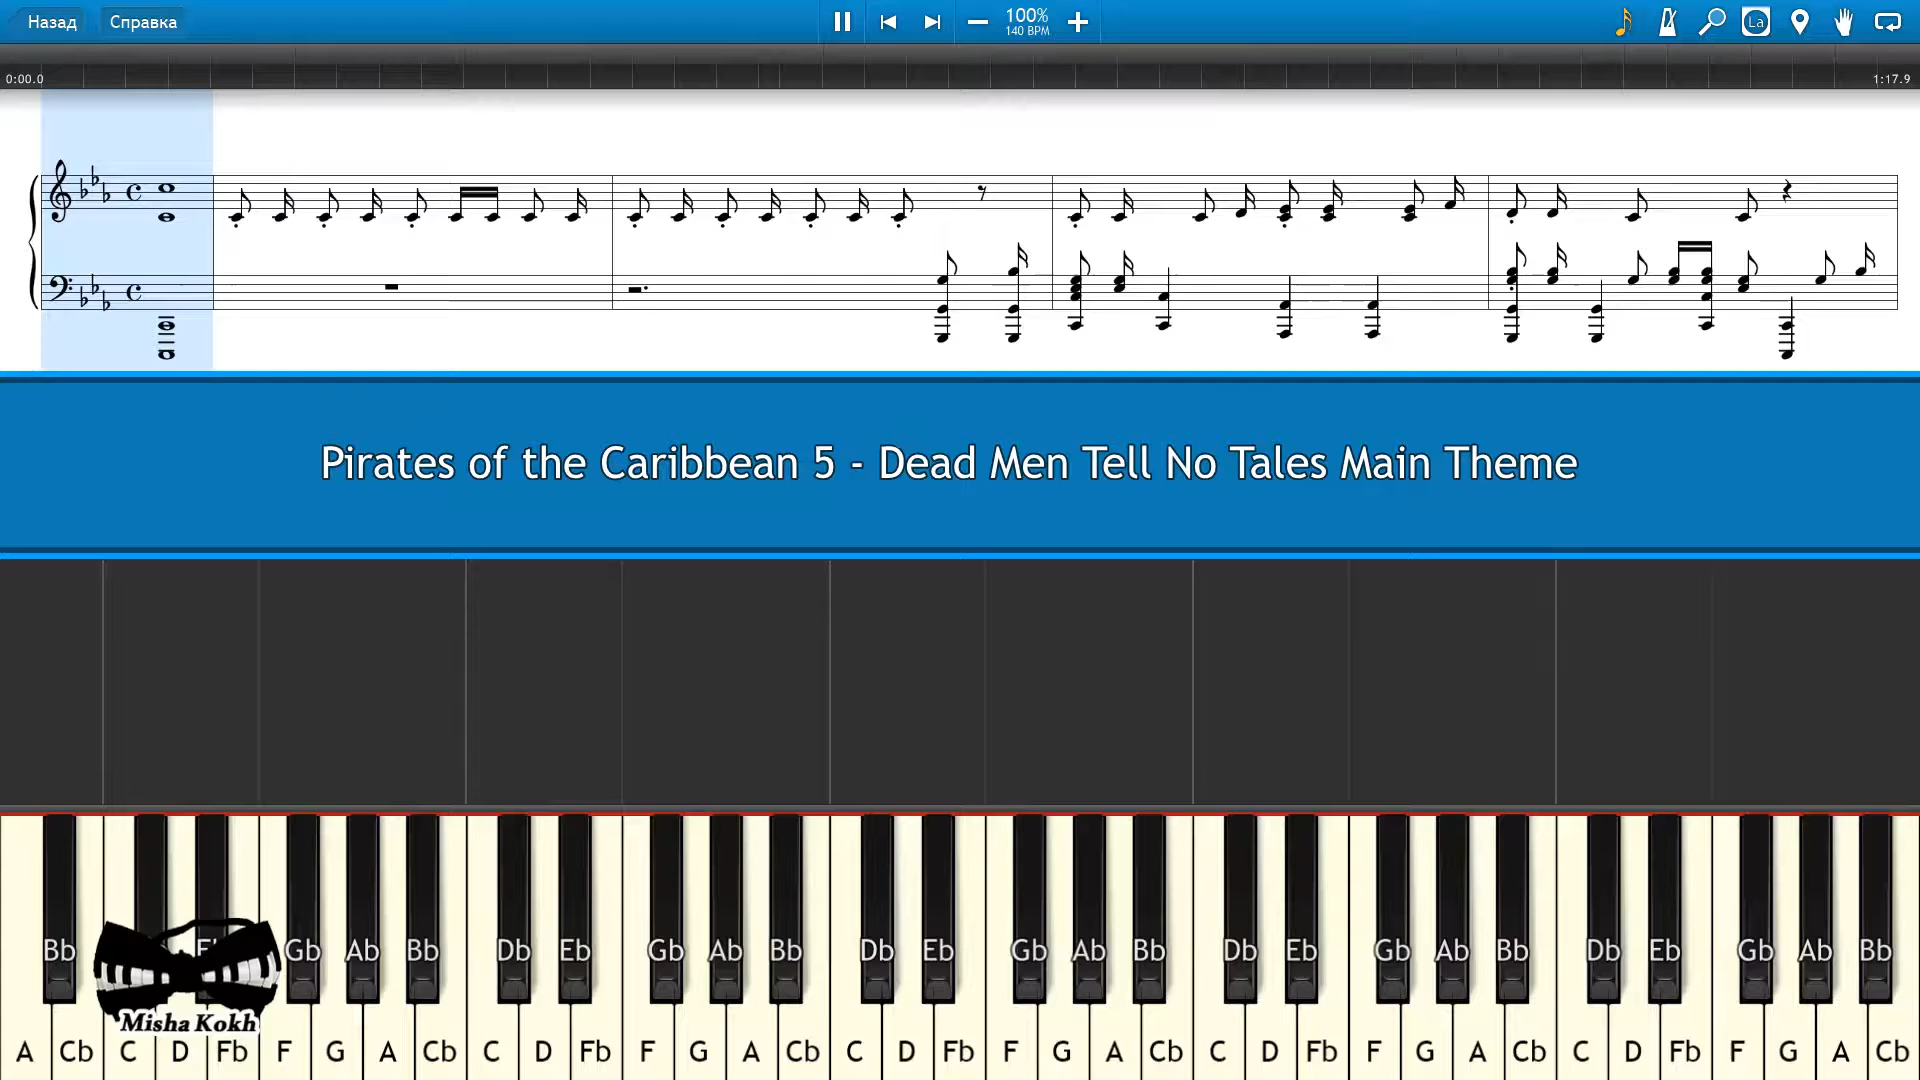 Назад Справка 100%
140 BPM La
0:00.0 1:17.9
Pirates of the Caribbean 5 - Dead Men Tell No Tales Main Theme
Bb Gb Ab Bb Db Eb Gb Ab Bb Db Eb Gb Ab Bb Db Eb Gb Ab Bb Db Eb Gb Ab Bb
Misha Kokh
A Cb C D Fb F G A Cb C D Fb F G A Cb C D Fb F G A Cb C D Fb F G A Cb C D Fb F G A Cb